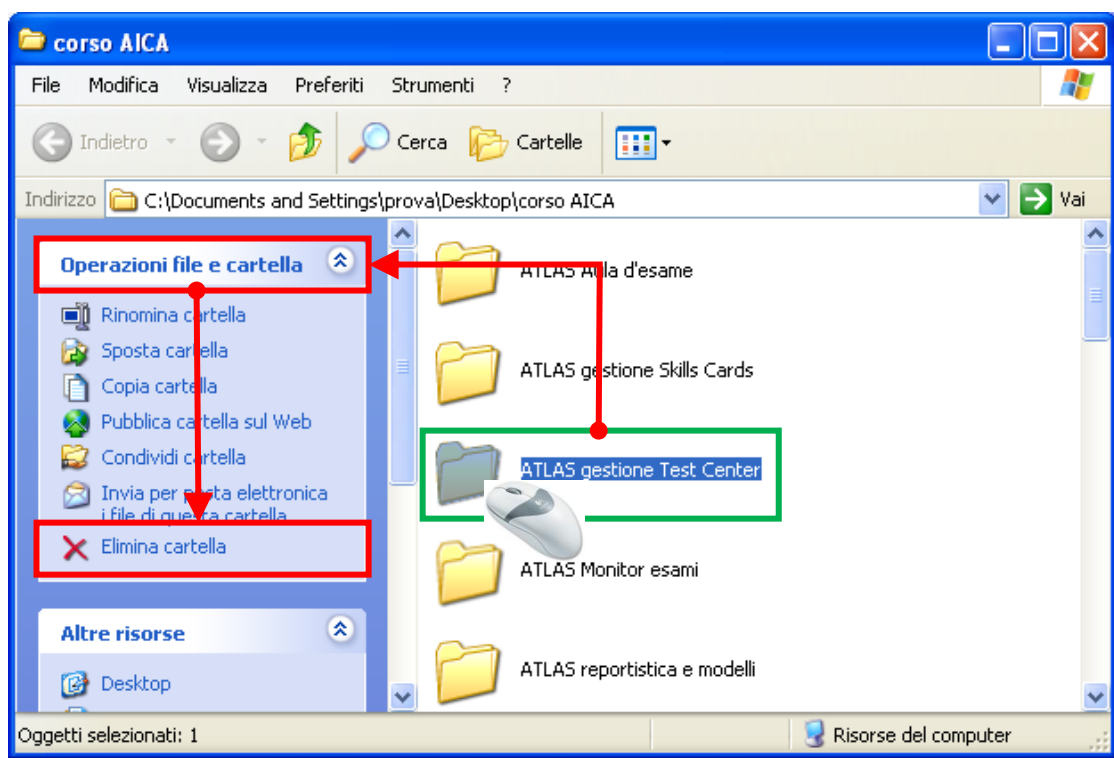 corso AICA
File Modifica Visualizza Preferiti Strumenti ?
Indietro Cerca Cartelle
Indirizzo C:\Documents and Settings\prova\Desktop\corso AICA Vai
Operazioni file e cartella
Rinomina cartella
Sposta cartella
Copia cartella
Pubblica cartella sul Web
Condividi cartella
Invia per posta elettronica
i file di questa cartella
Elimina cartella
Altre risorse
Desktop
ATLAS Aula d'esame
ATLAS gestione Skills Cards
ATLAS gestione Test Center
ATLAS Monitor esami
ATLAS reportistica e modelli
Oggetti selezionati: 1 Risorse del computer